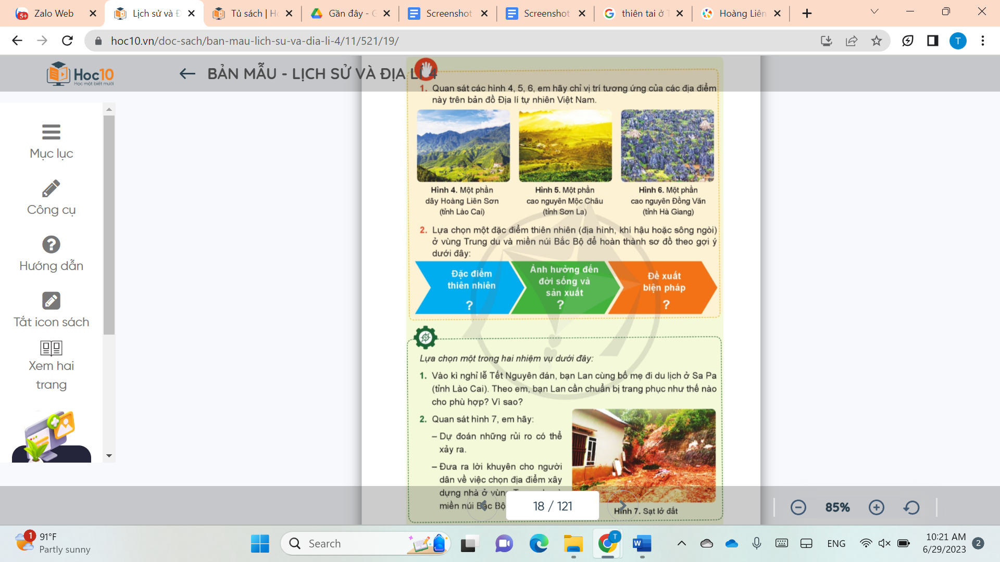 Zalo Web
Lịch sử và Đ
Tủ sách | Ho
Gần đây - G
Screenshot
Screenshot
thiên tai ở T
Hoàng Liên
5+
hoc10.vn/doc-sach/ban-mau-lich-su-va-dia-li-4/11/521/19/
T
Hoc10
Học một biết mười
BẢN MẪU - LỊCH SỬ VÀ ĐỊA LÍ 4
Mục lục
Công cụ
Hướng dẫn
Tắt icon sách
Xem hai
trang
1. Quan sát các hình 4, 5, 6, em hãy chỉ vị trí tương ứng của các địa điểm
này trên bản đồ Địa lí tự nhiên Việt Nam.
Hình 4. Một phần
dãy Hoàng Liên Sơn
(tỉnh Lào Cai)
Hình 5. Một phần
cao nguyên Mộc Châu
(tỉnh Sơn La)
Hình 6. Một phần
cao nguyên Đồng Văn
(tỉnh Hà Giang)
2. Lựa chọn một đặc điểm thiên nhiên (địa hình, khí hậu hoặc sông ngòi)
ở vùng Trung du và miền núi Bắc Bộ để hoàn thành sơ đồ theo gợi ý
dưới đây:
Đặc điểm
thiên nhiên
?
Ảnh hưởng đến
đời sống và
sản xuất
?
Đề xuất
biện pháp
?
Lựa chọn một trong hai nhiệm vụ dưới đây:
1. Vào kì nghỉ lễ Tết Nguyên đán, bạn Lan cùng bố mẹ đi du lịch ở Sa Pa
(tỉnh Lào Cai). Theo em, bạn Lan cần chuẩn bị trang phục như thế nào
cho phù hợp? Vì sao?
2. Quan sát hình 7, em hãy:
– Dự đoán những rủi ro có thể
xảy ra.
– Đưa ra lời khuyên cho người
dân về việc chọn địa điểm xây
dựng nhà ở vùng
miền núi Bắc Bộ
Hình 7. Sạt lở đất
18 / 121
85%
1
91°F
Partly sunny
Search
T
ENG
10:21 AM
6/29/2023
2